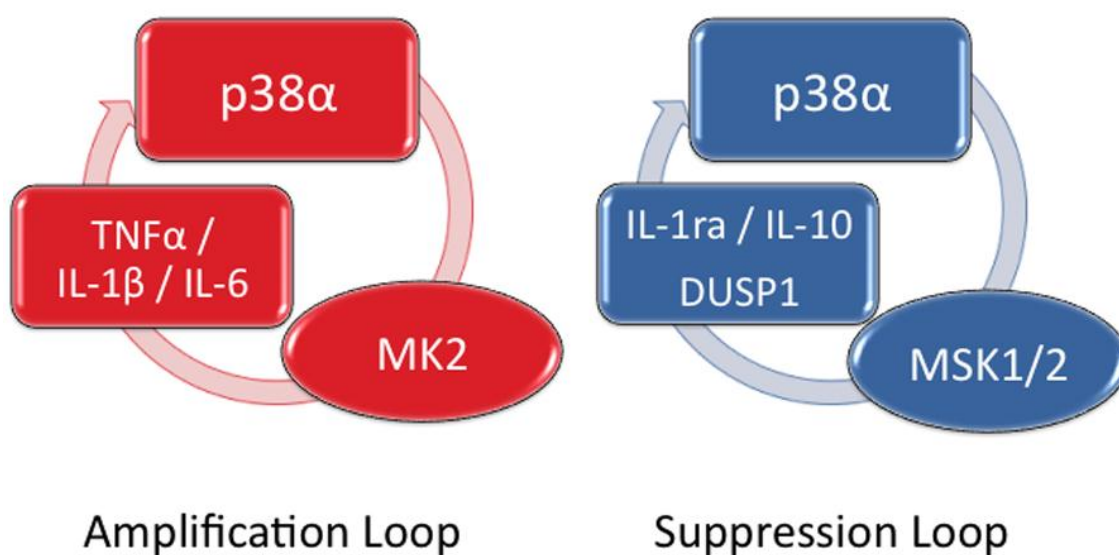 p38α
TNFα /
IL-1β / IL-6
MK2
Amplification Loop
p38α
IL-1ra / IL-10
DUSP1
MSK1/2
Suppression Loop